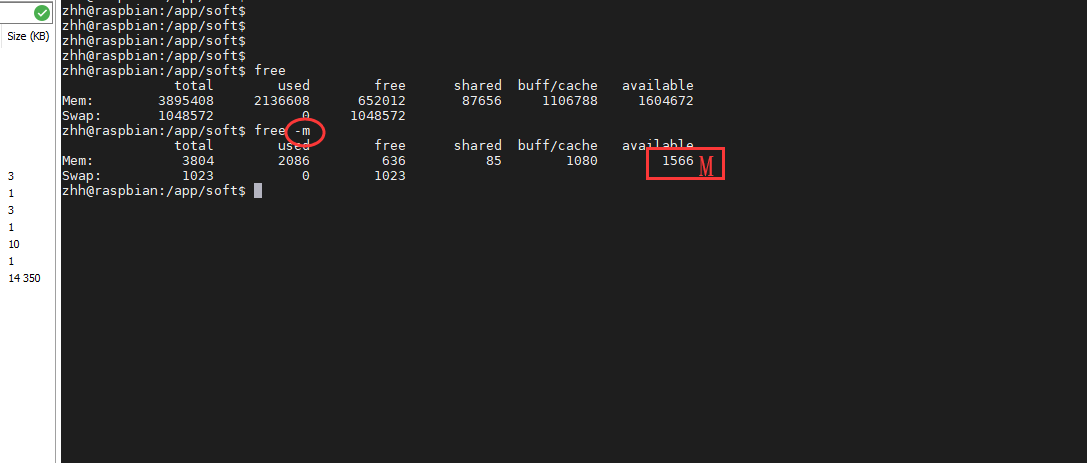 Size (KB)
3
1
3
1
10
1
14 350
zhh@raspbian:/app/soft$
zhh@raspbian:/app/soft$
zhh@raspbian:/app/soft$
zhh@raspbian:/app/soft$
zhh@raspbian:/app/soft$ free
total used free shared buff/cache available
Mem: 3895408 2136608 652012 87656 1106788 1604672
Swap: 1048572 0 1048572
zhh@raspbian:/app/soft$ free -m
total used free shared buff/cache available
Mem: 3804 2086 636 85 1080 1566 M
Swap: 1023 0 1023
zhh@raspbian:/app/soft$